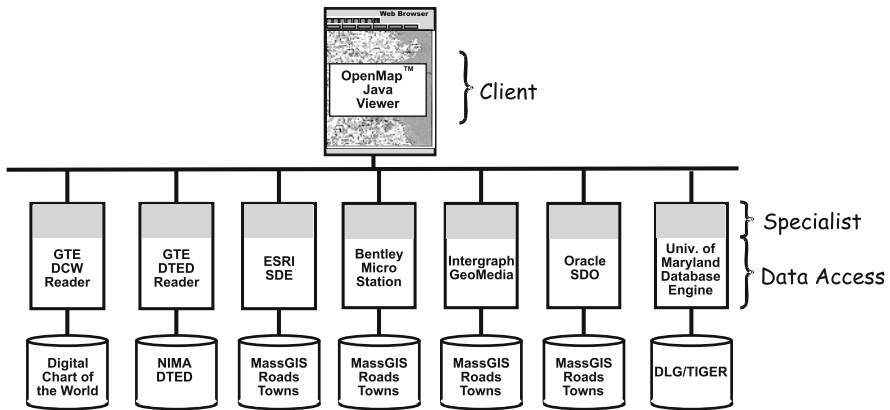 Web Browser
OpenMap™
Java
Viewer
Client
Specialist
Data Access
GTE
DCW
Reader
GTE
DTED
Reader
ESRI
SDE
Bentley
Micro
Station
Intergraph
GeoMedia
Oracle
SDO
Univ. of
Maryland
Database
Engine
Digital
Chart of
the World
NIMA
DTED
MassGIS
Roads
Towns
MassGIS
Roads
Towns
MassGIS
Roads
Towns
MassGIS
Roads
Towns
DLG/TIGER